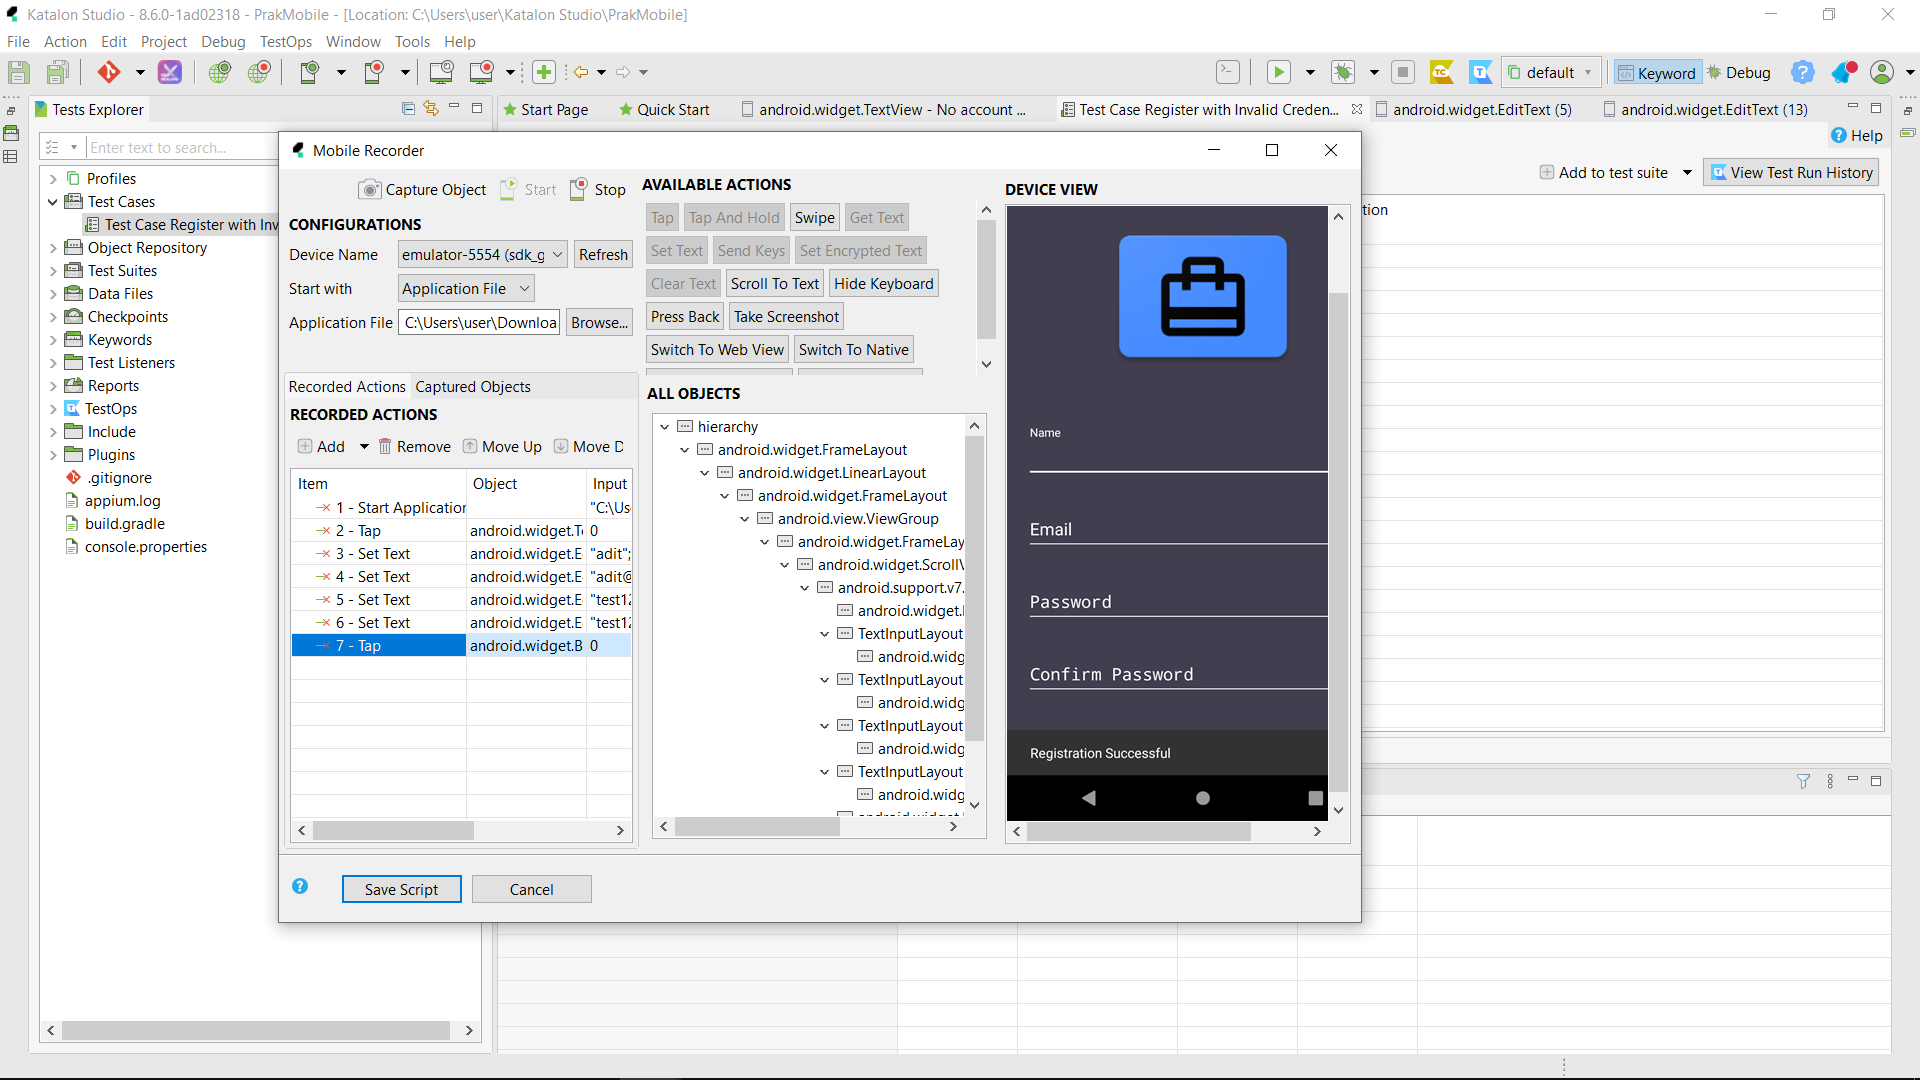 Katalon Studio - 8.6.0-1ad02318 - PrakMobile - [Location: C:\Users\user\Katalon Studio\PrakMobile]
File Action Edit Project Debug TestOps Window Tools Help
default Keyword Debug
Tests Explorer
Start Page Quick Start android.widget.TextView - No account ... Test Case Register with Invalid Creden... android.widget.EditText (5) android.widget.EditText (13)
Help
Enter text to search...
Add to test suite View Test Run History
Profiles
Test Cases
Test Case Register with Inv
Object Repository
Test Suites
Data Files
Checkpoints
Keywords
Test Listeners
Reports
TestOps
Include
Plugins
.gitignore
appium.log
build.gradle
console.properties
tion
Mobile Recorder
Capture Object Start Stop
CONFIGURATIONS
Device Name emulator-5554 (sdk_g Refresh
Start with Application File
Application File C:\Users\user\Downloa Browse...
Recorded Actions Captured Objects
RECORDED ACTIONS
Add Remove Move Up Move D
Item Object Input
1 - Start Application "C:\Us
2 - Tap android.widget.Te 0
3 - Set Text android.widget.E "adit";
4 - Set Text android.widget.E "adit@
5 - Set Text android.widget.E "test12
6 - Set Text android.widget.E "test12
7 - Tap android.widget.B 0
AVAILABLE ACTIONS
Tap Tap And Hold Swipe Get Text
Set Text Send Keys Set Encrypted Text
Clear Text Scroll To Text Hide Keyboard
Press Back Take Screenshot
Switch To Web View Switch To Native
ALL OBJECTS
hierarchy
android.widget.FrameLayout
android.widget.LinearLayout
android.widget.FrameLayout
android.view.ViewGroup
android.widget.FrameLay
android.widget.ScrollV
android.support.v7.
android.widget.
TextInputLayout
android.widg
TextInputLayout
android.widg
TextInputLayout
android.widg
TextInputLayout
android.widg
DEVICE VIEW
Name
Email
Password
Confirm Password
Registration Successful
Save Script Cancel